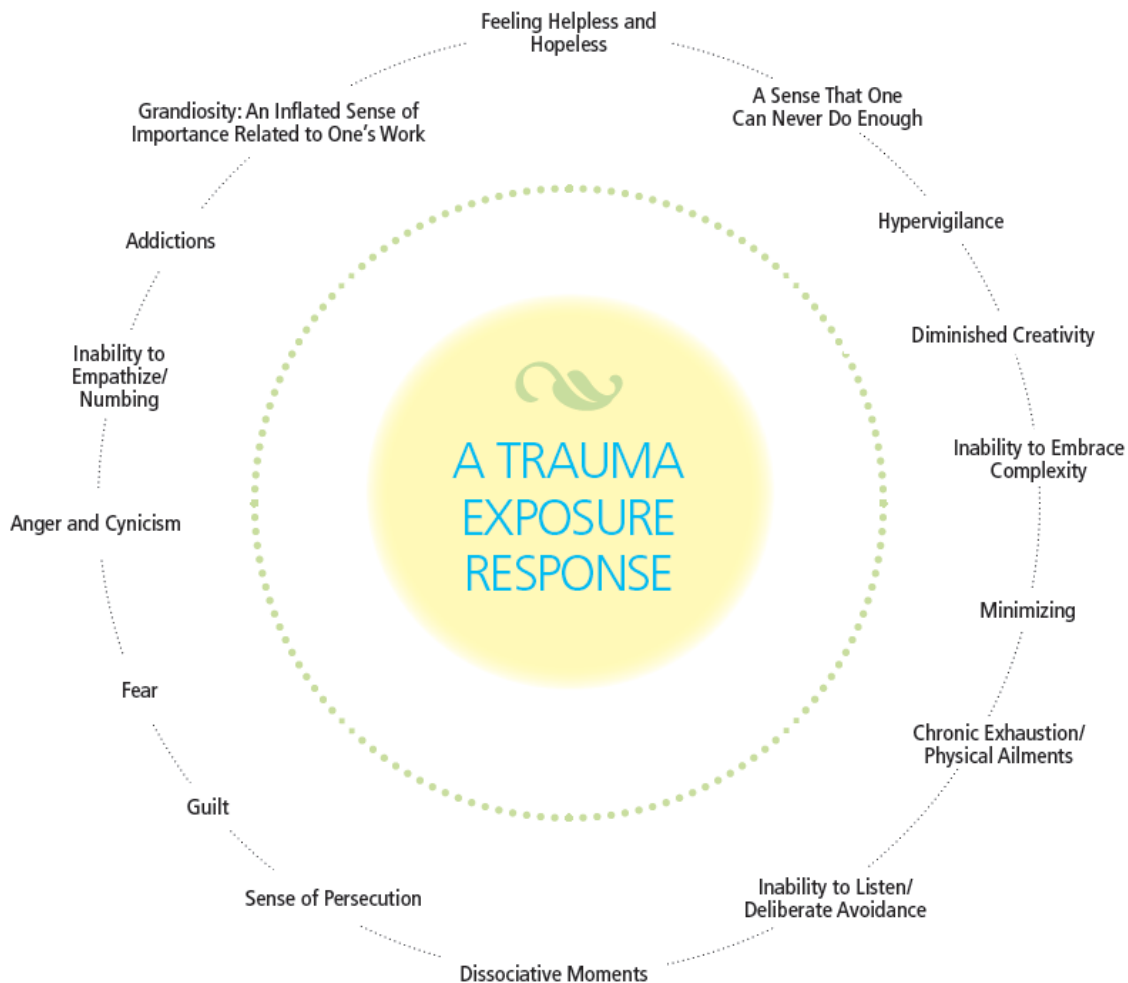 Feeling Helpless and
Hopeless
A Sense That One
Can Never Do Enough
Hypervigilance
Diminished Creativity
Inability to Embrace
Complexity
Minimizing
Chronic Exhaustion/
Physical Ailments
Inability to Listen/
Deliberate Avoidance
Dissociative Moments
Sense of Persecution
Guilt
Fear
Anger and Cynicism
Inability to
Empathize/
Numbing
Addictions
Grandiosity: An Inflated Sense of
Importance Related to One's Work
A TRAUMA
EXPOSURE
RESPONSE